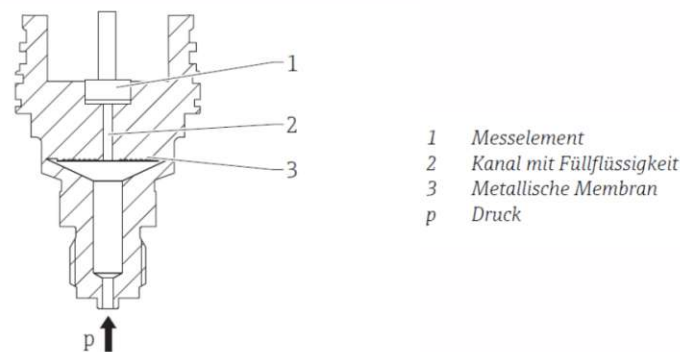 1
2
3
p
1 Messelement
2 Kanal mit Füllflüssigkeit
3 Metallische Membran
p Druck